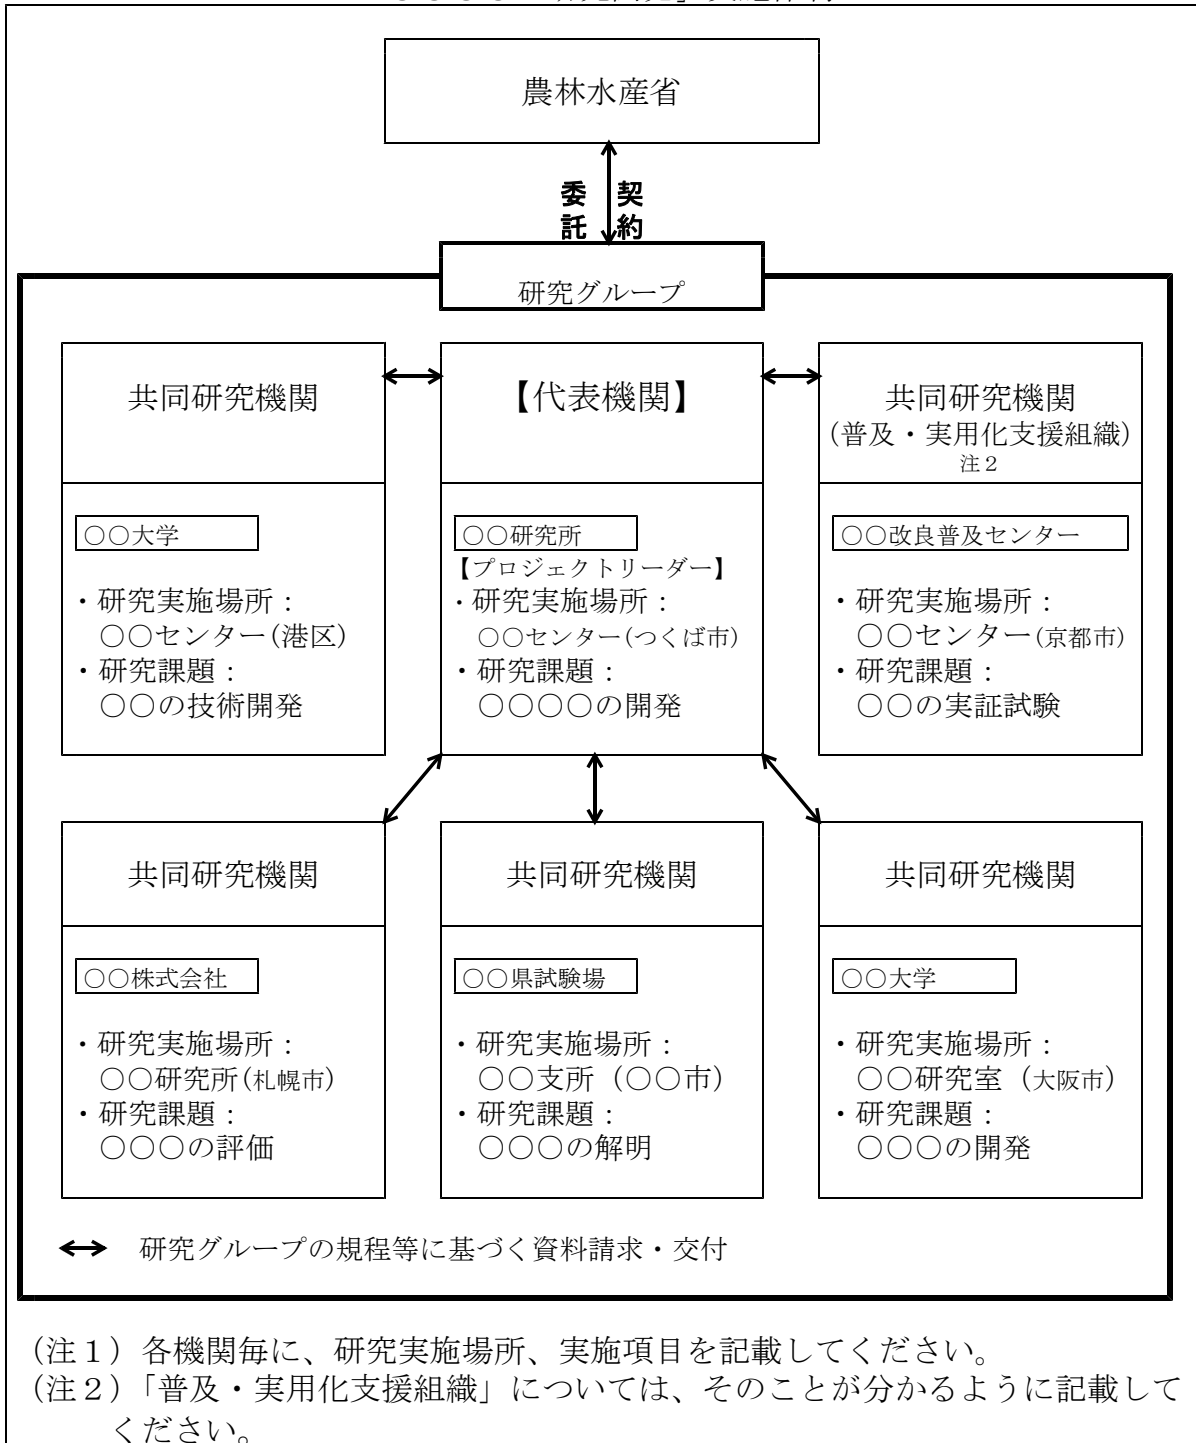 農林水産省
委 契
託 約
研究グループ
共同研究機関
【代表機関】
共同研究機関
(普及・実用化支援組織)
注２
○○大学
・研究実施場所：
○○センター(港区)
・研究課題：
○○の技術開発
○○研究所
【プロジェクトリーダー】
・研究実施場所：
○○センター(つくば市)
・研究課題：
○○○○の開発
○○改良普及センター
・研究実施場所：
○○センター(京都市)
・研究課題：
○○の実証試験
共同研究機関
共同研究機関
共同研究機関
○○株式会社
・研究実施場所：
○○研究所(札幌市)
・研究課題：
○○○の評価
○○県試験場
・研究実施場所：
○○支所（○○市）
・研究課題：
○○○の解明
○○大学
・研究実施場所：
○○研究室（大阪市）
・研究課題：
○○○の開発
研究グループの規程等に基づく資料請求・交付
（注１）各機関毎に、研究実施場所、実施項目を記載してください。
（注２）「普及・実用化支援組織」については、そのことが分かるように記載して
ください。